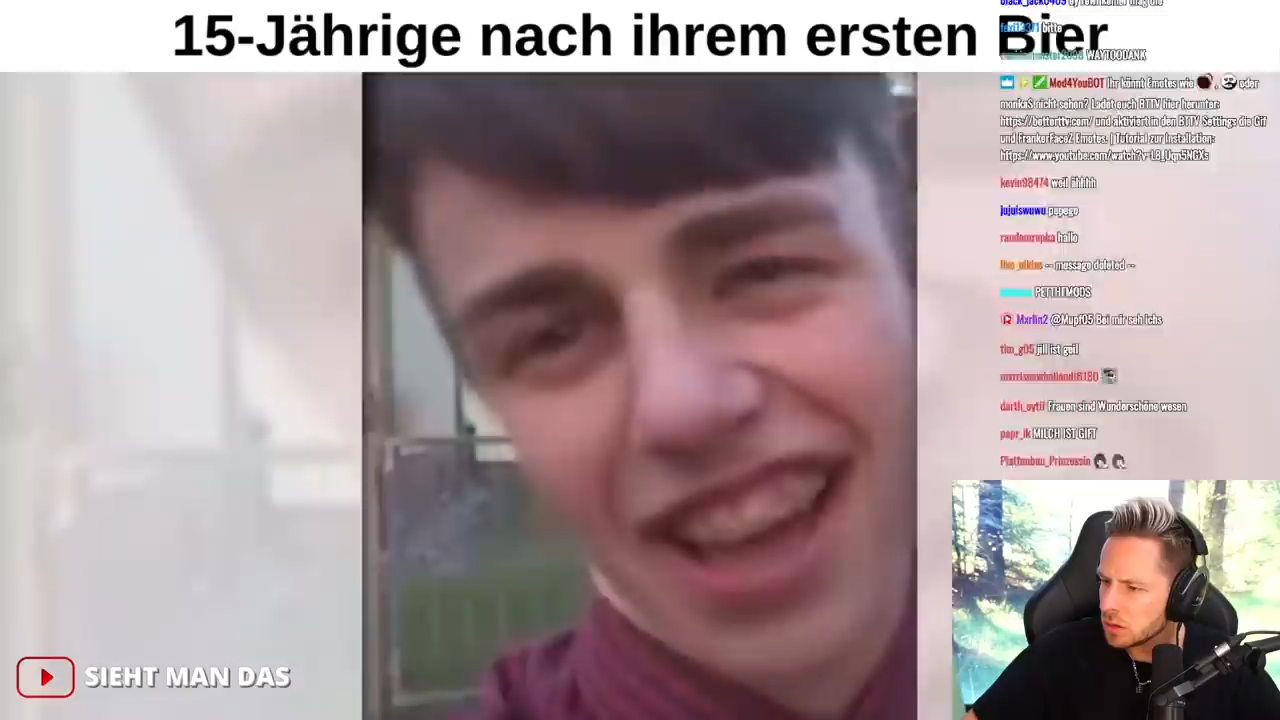 15-Jährige nach ihrem ersten Bier
bitte
WAYTOODANK
Mod4YouBOT Ihr könnt Emotes wie , oder
monkaS nicht sehen? Ladet euch BTTV hier herunter:
https://betterttv.com/ und aktiviert in den BTTV Settings die Gif
und FrankerFaceZ Emotes. | Tutorial zur Installation:
kevin98474 weil ähhhh
jujuiswuwu pepega
hallo
-- message deleted --
PETTHEMODS
Mxrlin2 @Mupf05 Bei mir seh ichs
tim_g05 jill ist geil
Frauen sind Wunderschöne wesen
papr_ik MILCH IST GIFT
Plattenbau_Prinzessin
SIEHT MAN DAS